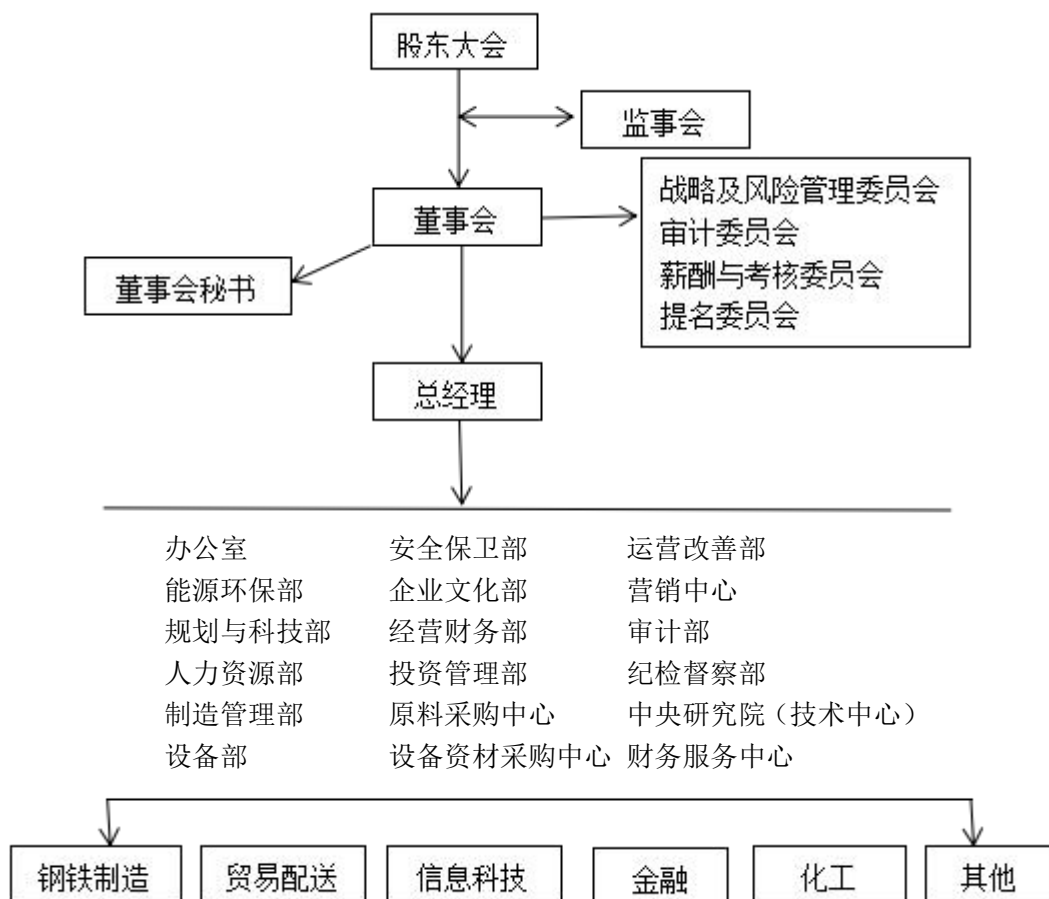 股东大会
监事会
董事会
战略及风险管理委员会
审计委员会
薪酬与考核委员会
提名委员会
董事会秘书
总经理
办公室 安全保卫部 运营改善部
能源环保部 企业文化部 营销中心
规划与科技部 经营财务部 审计部
人力资源部 投资管理部 纪检督察部
制造管理部 原料采购中心 中央研究院（技术中心）
设备部 设备资材采购中心 财务服务中心
钢铁制造 贸易配送 信息科技 金融 化工 其他